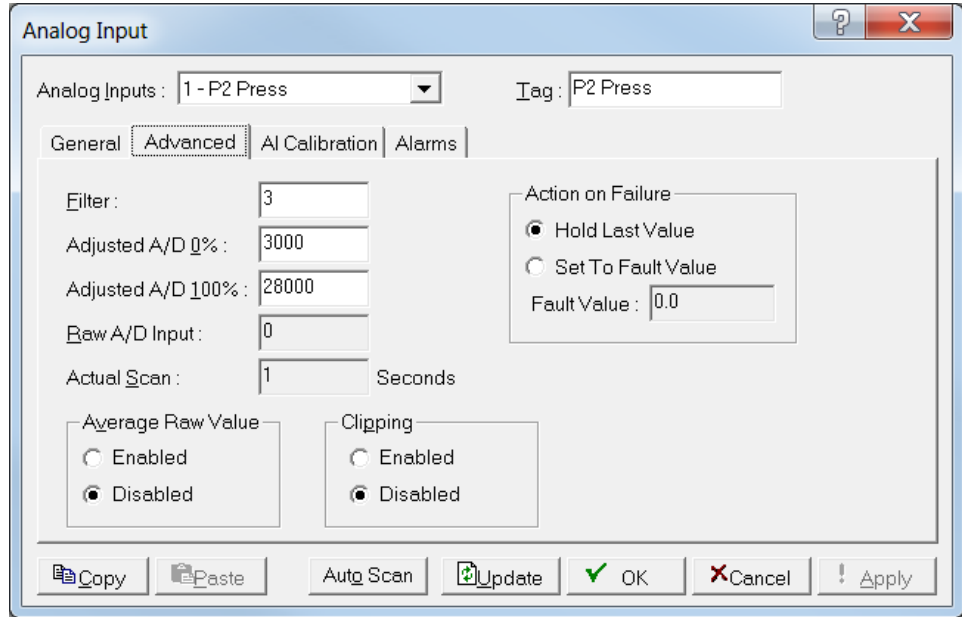 Analog Input
Analog Inputs : 1 - P2 Press Tag : P2 Press
General Advanced AI Calibration Alarms
Filter : 3
Adjusted A/D 0% : 3000
Adjusted A/D 100% : 28000
Raw A/D Input : 0
Actual Scan : 1 Seconds
Action on Failure
Hold Last Value
Set To Fault Value
Fault Value : 0.0
Average Raw Value
Enabled
Disabled
Clipping
Enabled
Disabled
Copy Paste Auto Scan Update OK Cancel Apply